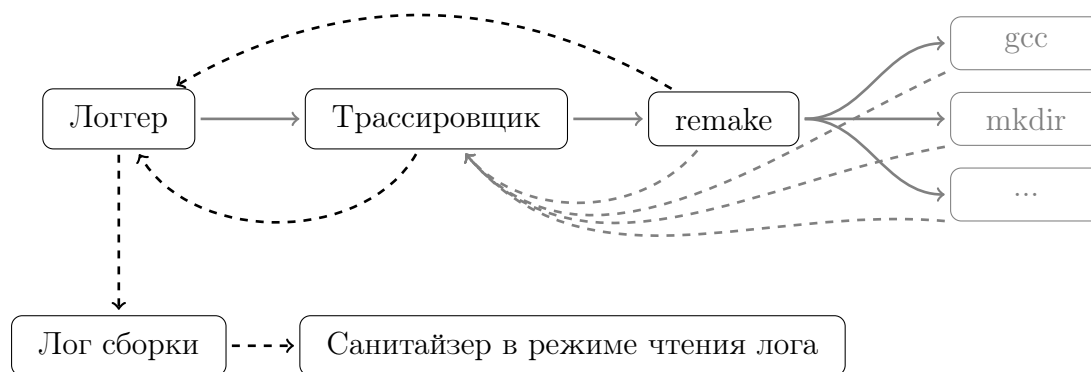 gcc
Логгер
Трассировщик
remake
mkdir
...
Лог сборки
Санитайзер в режиме чтения лога